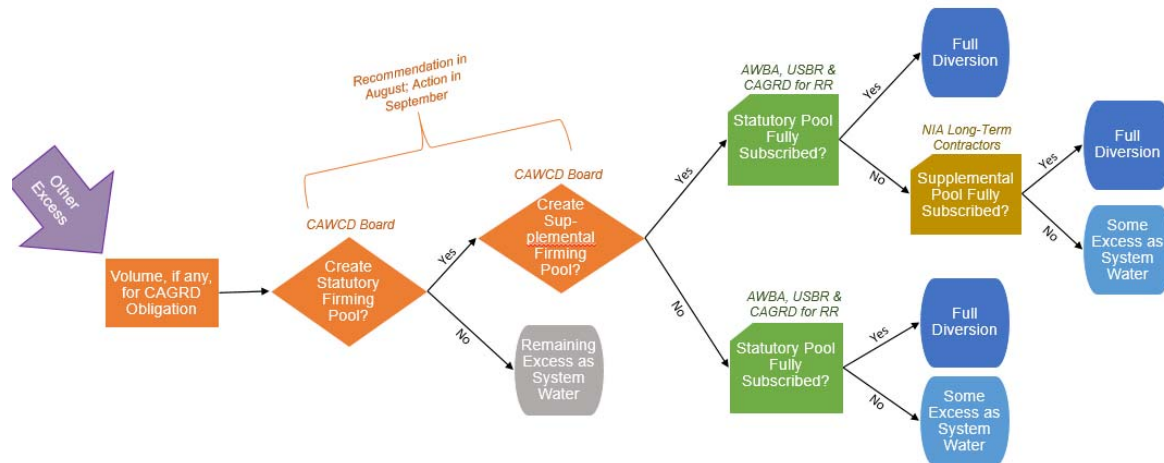 Other
Excess
Volume, if any,
for CAGRD
Obligation
Recommendation in
August; Action in
September
CAWCD Board
Create
Statutory
Firming
Pool?
Yes
No
CAWCD Board
Create
Sup-
plemental
Firming
Pool?
Remaining
Excess as
System
Water
Yes
No
AWBA, USBR &
CAGRD for RR
Statutory Pool
Fully
Subscribed?
Yes
No
Full
Diversion
NIA Long-Term
Contractors
Supplemental
Pool Fully
Subscribed?
Yes
No
Full
Diversion
Some
Excess as
System
Water
AWBA, USBR &
CAGRD for RR
Statutory Pool
Fully
Subscribed?
Yes
No
Full
Diversion
Some
Excess as
System
Water